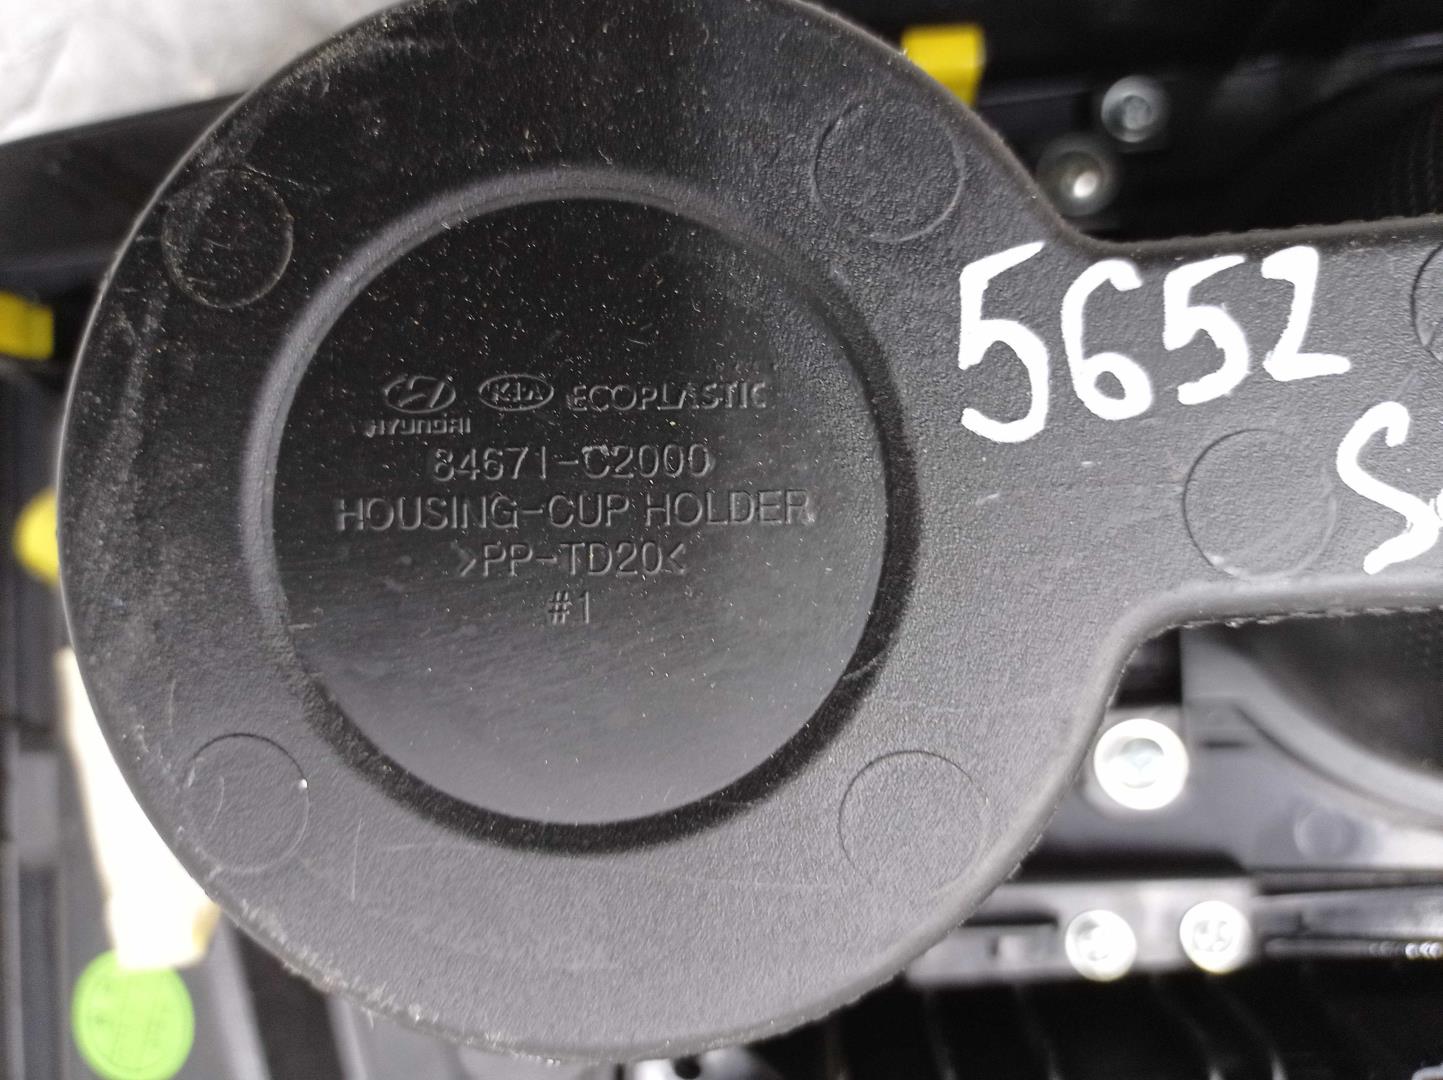 HYUNDAI KIA ECOPLASTIC
84671-C2000
HOUSING-CUP HOLDER
>PP-TD20<
#1
5652